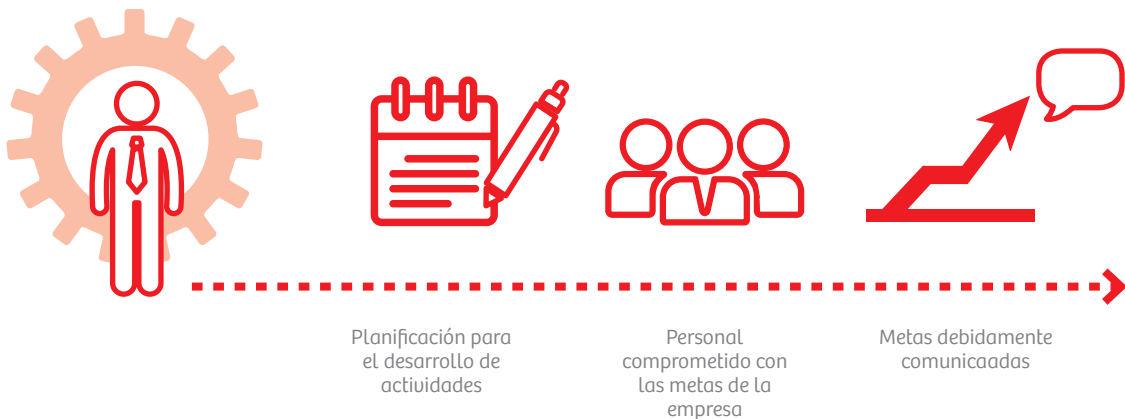 Planificación para
el desarrollo de
actividades
Personal
comprometido con
las metas de la
empresa
Metas debidamente
comunicaadas